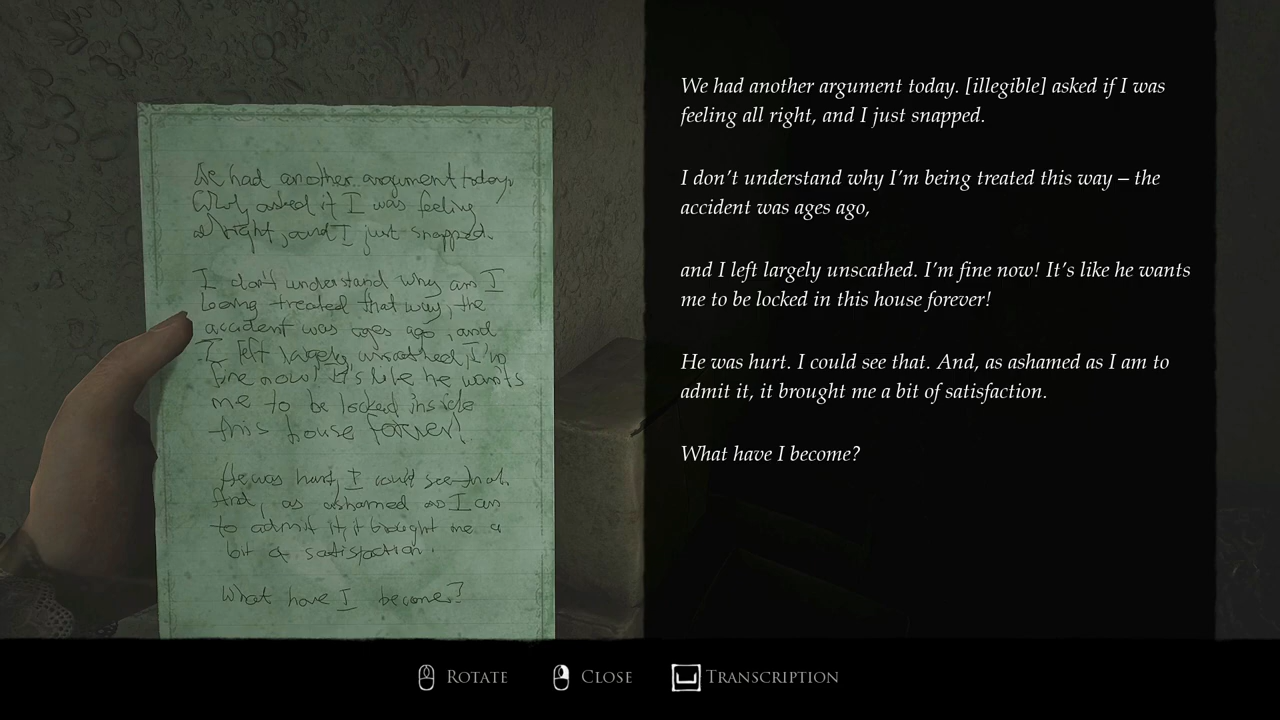 We had another argument today.
asked if I was feeling
all right, and I just snapped.
I don't understand why am I
being treated that way, the
accident was ages ago, and
I left largely unscathed, I'm
fine now! It's like he wants
me to be locked inside
this house forever!
He was hurt, I could see that.
And, as ashamed as I am
to admit it, it brought me a
bit of satisfaction.
What have I become?
We had another argument today. [illegible] asked if I was
feeling all right, and I just snapped.
I don’t understand why I’m being treated this way – the
accident was ages ago,
and I left largely unscathed. I’m fine now! It’s like he wants
me to be locked in this house forever!
He was hurt. I could see that. And, as ashamed as I am to
admit it, it brought me a bit of satisfaction.
What have I become?
ROTATE CLOSE TRANSCRIPTION